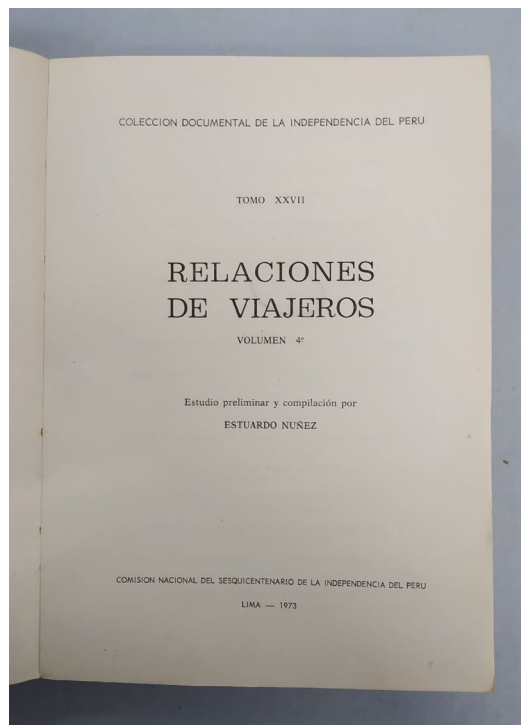 COLECCION DOCUMENTAL DE LA INDEPENDENCIA DEL PERU
TOMO XXVII
RELACIONES
DE VIAJEROS
VOLUMEN 4º
Estudio preliminar y compilación por
ESTUARDO NUÑEZ
COMISION NACIONAL DEL SESQUICENTENARIO DE LA INDEPENDENCIA DEL PERU
LIMA — 1973